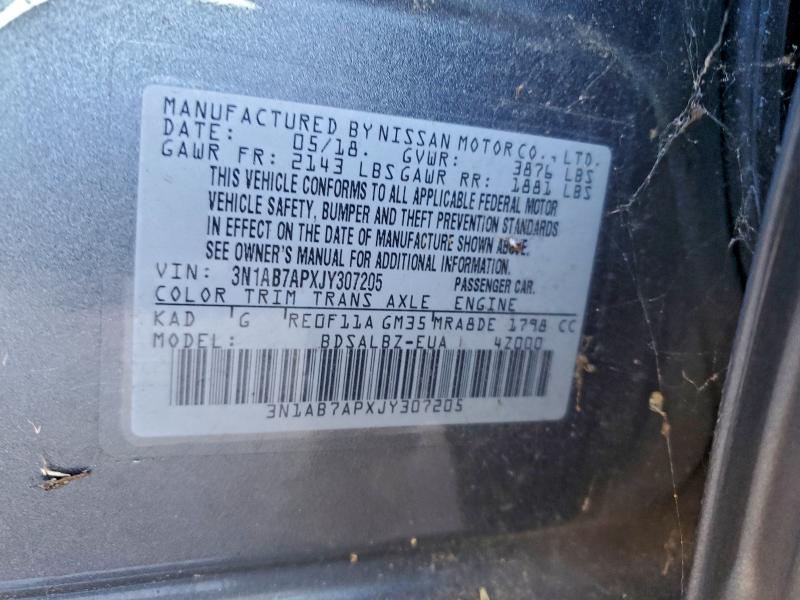 MANUFACTURED BY NISSAN MOTOR CO., LTD.
DATE: 05/18. GVWR: 3876 LBS
GAWR FR: 2143 LBS GAWR RR: 1881 LBS
THIS VEHICLE CONFORMS TO ALL APPLICABLE FEDERAL MOTOR
VEHICLE SAFETY, BUMPER AND THEFT PREVENTION STANDARDS
IN EFFECT ON THE DATE OF MANUFACTURE SHOWN ABOVE.
SEE OWNER'S MANUAL FOR ADDITIONAL INFORMATION.
VIN: 3N1AB7APXJY307205 PASSENGER CAR.
COLOR TRIM TRANS AXLE ENGINE
KAD G RE0F11A GM35 MRA8DE 1798 CC
MODEL: BDSALBZ-EUA 4Z000
3N1AB7APXJY307205